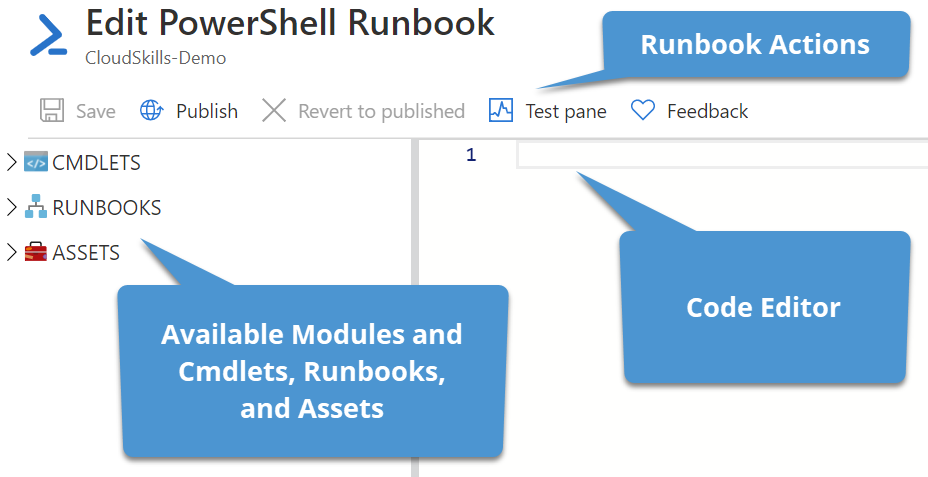 Edit PowerShell Runbook
CloudSkills-Demo
Runbook Actions
Save Publish Revert to published Test pane Feedback
CMDLETS
1
RUNBOOKS
ASSETS
Code Editor
Available Modules and
Cmdlets, Runbooks,
and Assets